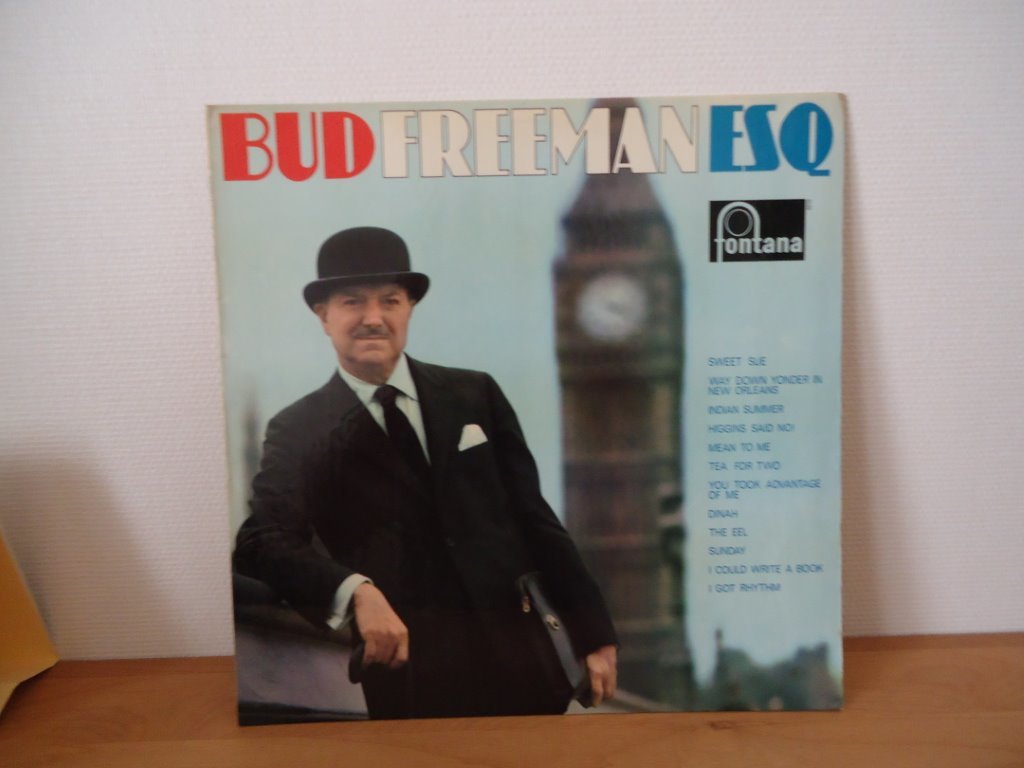 BUD FREEMAN ESQ
fontana
SWEET SUE
WAY DOWN YONDER IN
NEW ORLEANS
INDIAN SUMMER
HIGGINS SAID NO!
MEAN TO ME
TEA FOR TWO
YOU TOOK ADVANTAGE
OF ME
DINAH
THE EEL
SUNDAY
I COULD WRITE A BOOK
I GOT RHYTHM